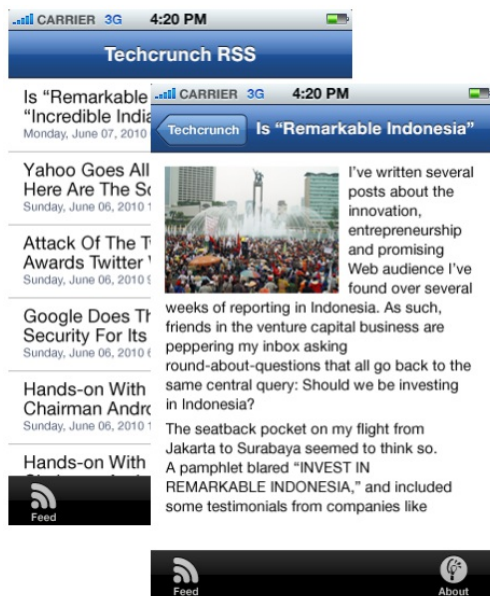 CARRIER 3G 4:20 PM
Techcrunch RSS
Is “Remarkable
“Incredible India
Monday, June 07, 2010
Yahoo Goes All
Here Are The
Sunday, June 06, 2010 1
Attack Of The
Awards Twitter
Sunday, June 06, 2010 9
Google Does
Security For Its
Sunday, June 06, 2010 6
Hands-on With
Chairman
Sunday, June 06, 2010 1
Hands-on With
Feed
CARRIER 3G 4:20 PM
Techcrunch Is “Remarkable Indonesia”
I’ve written several
posts about the
innovation,
entrepreneurship
and promising
Web audience I’ve
found over several
weeks of reporting in Indonesia. As such,
friends in the venture capital business are
peppering my inbox asking
round-about-questions that all go back to the
same central query: Should we be investing
in Indonesia?
The seatback pocket on my flight from
Jakarta to Surabaya seemed to think so.
A pamphlet blared “INVEST IN
REMARKABLE INDONESIA,” and included
some testimonials from companies like
Feed About